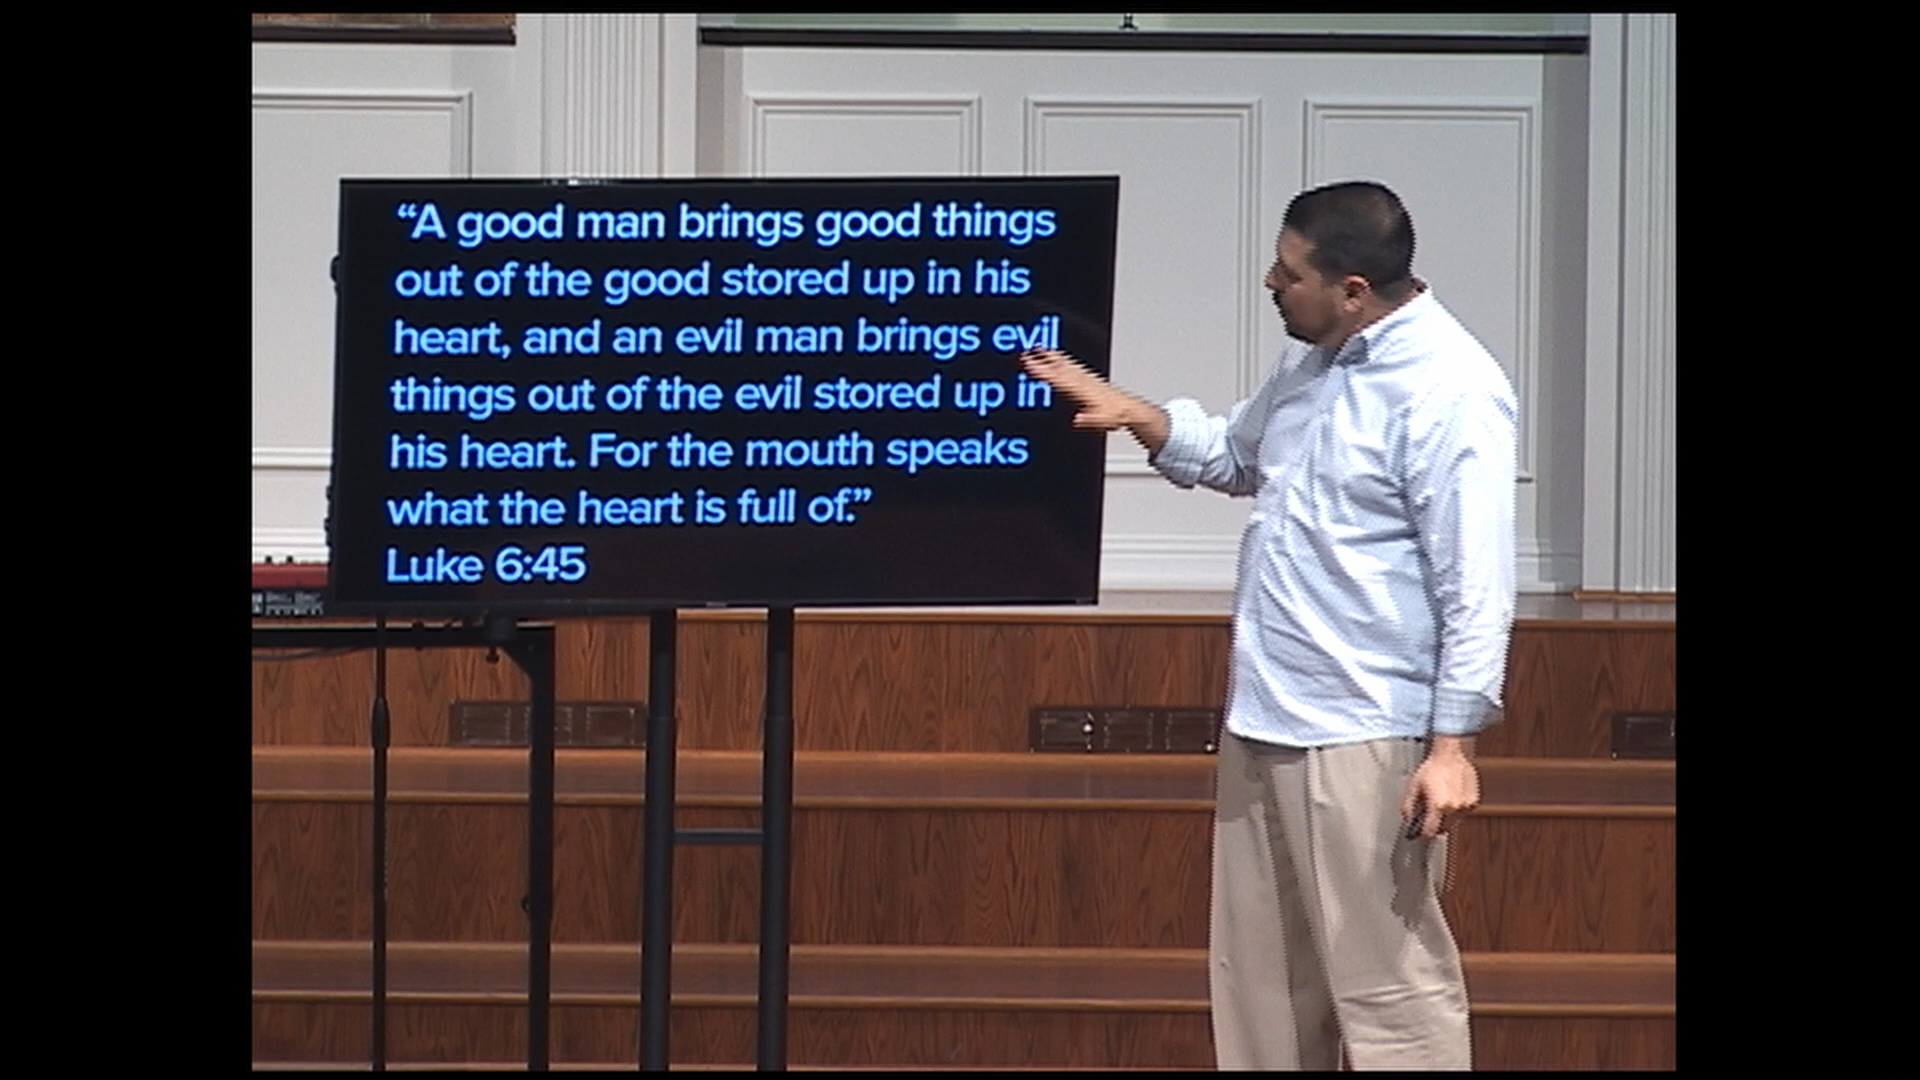 “A good man brings good things
out of the good stored up in his
heart, and an evil man brings evil
things out of the evil stored up in
his heart. For the mouth speaks
what the heart is full of.”
Luke 6:45